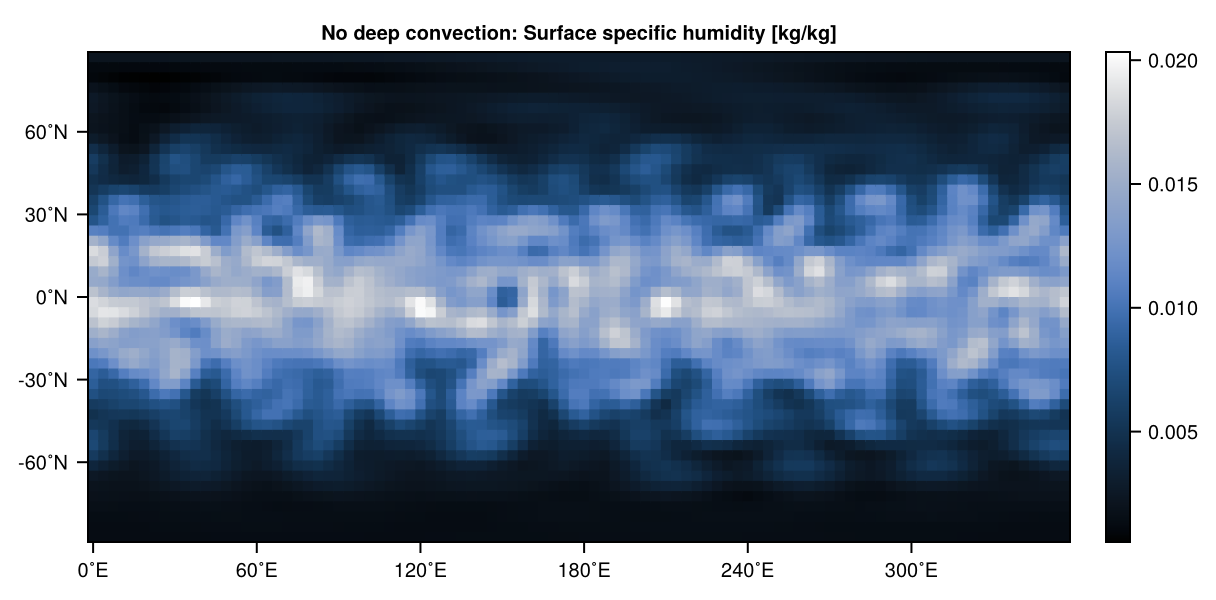 No deep convection: Surface specific humidity [kg/kg]
60˚N
30˚N
0˚N
-30˚N
-60˚N
0˚E
60˚E
120˚E
180˚E
240˚E
300˚E
0.020
0.015
0.010
0.005